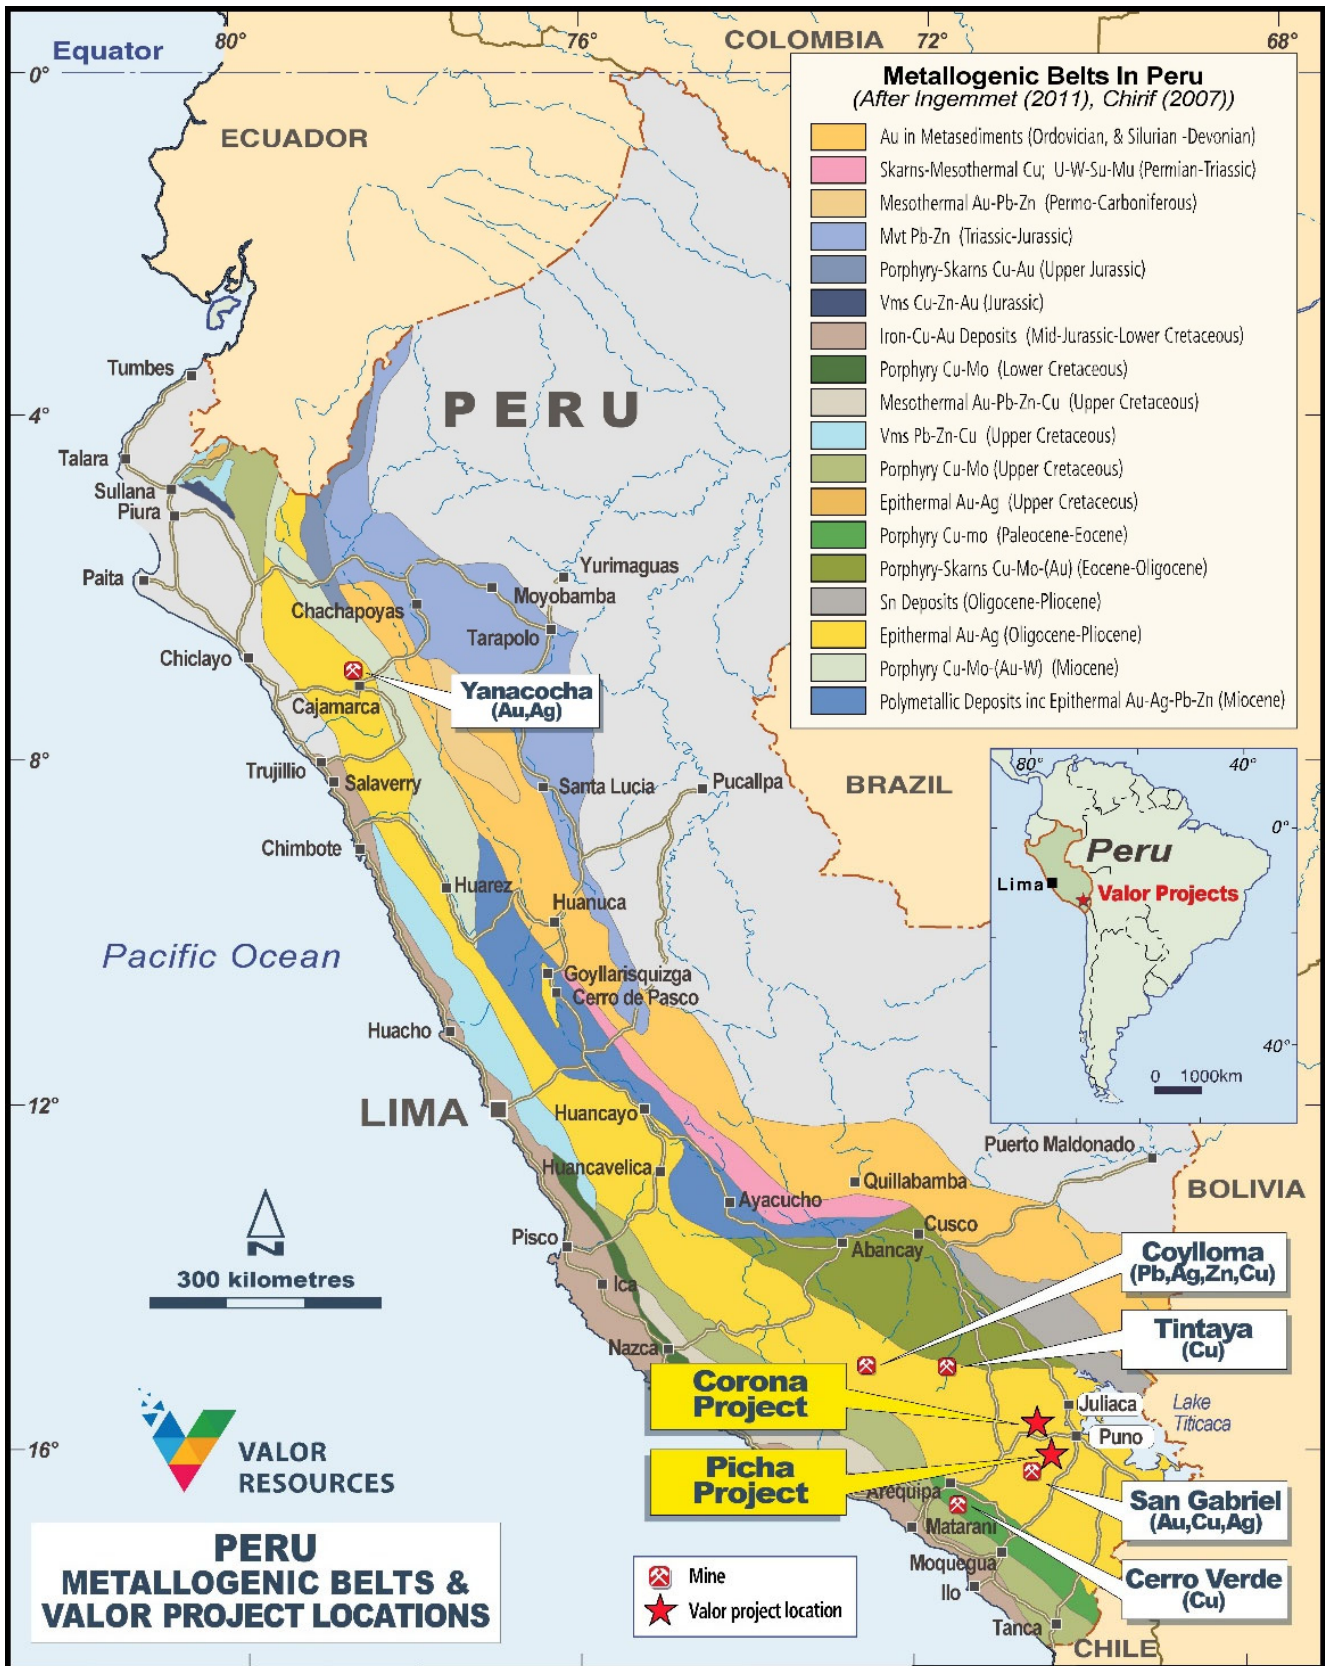 Equator
80°
76°
COLOMBIA
72°
68°
0°
ECUADOR
Metallogenic Belts In Peru
(After Ingemmet (2011), Chirif (2007))
Au in Metasediments (Ordovician, & Silurian -Devonian)
Skarns-Mesothermal Cu; U-W-Su-Mu (Permian-Triassic)
Mesothermal Au-Pb-Zn (Permo-Carboniferous)
Mvt Pb-Zn (Triassic-Jurassic)
Porphyry-Skarns Cu-Au (Upper Jurassic)
Vms Cu-Zn-Au (Jurassic)
Iron-Cu-Au Deposits (Mid-Jurassic-Lower Cretaceous)
Porphyry Cu-Mo (Lower Cretaceous)
Mesothermal Au-Pb-Zn-Cu (Upper Cretaceous)
Vms Pb-Zn-Cu (Upper Cretaceous)
Porphyry Cu-Mo (Upper Cretaceous)
Epithermal Au-Ag (Upper Cretaceous)
Porphyry Cu-mo (Paleocene-Eocene)
Porphyry-Skarns Cu-Mo-(Au) (Eocene-Oligocene)
Sn Deposits (Oligocene-Pliocene)
Epithermal Au-Ag (Oligocene-Pliocene)
Porphyry Cu-Mo-(Au-W) (Miocene)
Polymetallic Deposits inc Epithermal Au-Ag-Pb-Zn (Miocene)
Tumbes
PERU
4°
Talara
Sullana
Piura
Paita
Yurimaguas
Moyobamba
Chachapoyas
Tarapolo
Chiclayo
Yanacocha
(Au,Ag)
Cajamarca
8°
Trujillio
Salaverry
Santa Lucia
Pucallpa
BRAZIL
80°
40°
0°
Peru
Lima
Valor Projects
40°
0 1000km
Chimbote
Huarez
Huanuca
Pacific Ocean
Goyllarisquizga
Cerro de Pasco
Huacho
12°
LIMA
Huancayo
Puerto Maldonado
Huancavelica
Quillabamba
BOLIVIA
Ayacucho
Cusco
Pisco
Abancay
N
300 kilometres
Coylloma
(Pb,Ag,Zn,Cu)
Ica
Tintaya
(Cu)
Nazca
Corona
Project
Juliaca
Lake
Titicaca
Puno
16°
VALOR
RESOURCES
Picha
Project
Arequipa
San Gabriel
(Au,Cu,Ag)
Matarani
Moquegua
Ilo
Cerro Verde
(Cu)
Tanca
CHILE
PERU
METALLOGENIC BELTS &
VALOR PROJECT LOCATIONS
Mine
Valor project location